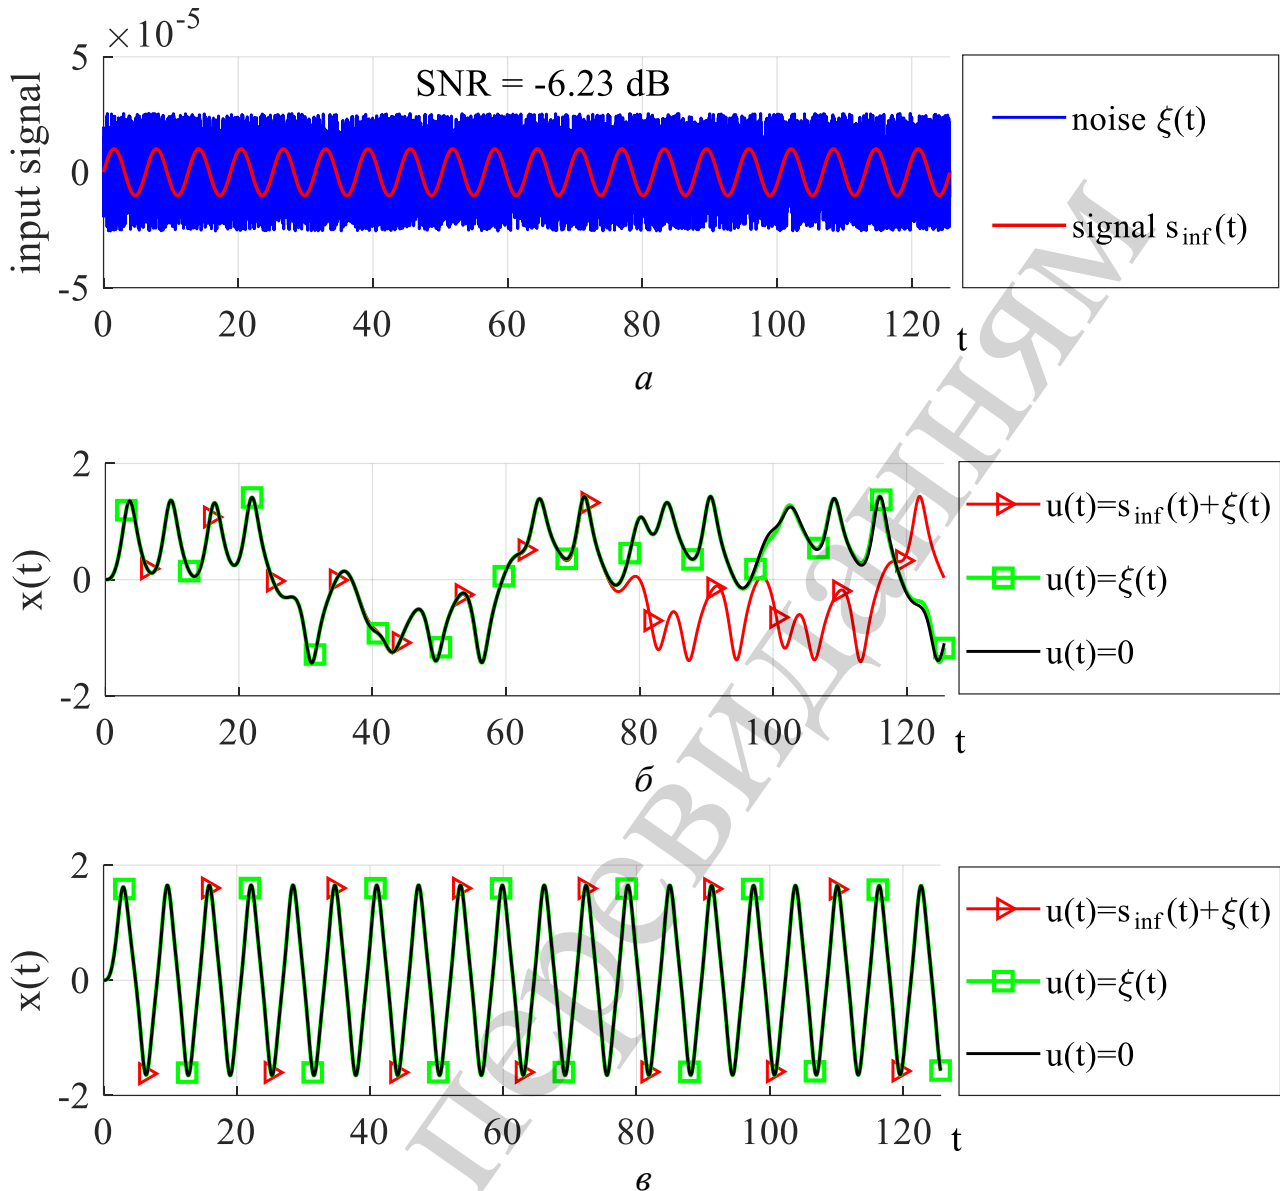 ×10⁻⁵
5
0
-5
input signal
SNR = -6.23 dB
0 20 40 60 80 100 120 t
noise ξ(t)
signal s_inf(t)
а
2
0
-2
x(t)
0 20 40 60 80 100 120 t
u(t)=s_inf(t)+ξ(t)
u(t)=ξ(t)
u(t)=0
б
2
0
-2
x(t)
0 20 40 60 80 100 120 t
u(t)=s_inf(t)+ξ(t)
u(t)=ξ(t)
u(t)=0
в
перевиданням